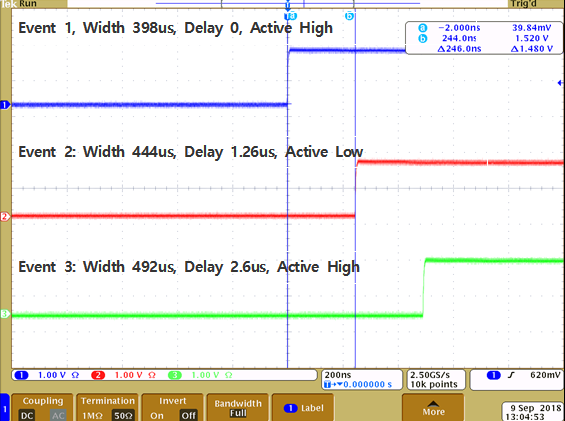 Tek Run Trig'd
Event 1, Width 398us, Delay 0, Active High
a b
a -2.000ns 39.84mV
b 244.0ns 1.520 V
Δ246.0ns Δ1.480 V
1
Event 2: Width 444us, Delay 1.26us, Active Low
2
Event 3: Width 492us, Delay 2.6us, Active High
3
1 1.00 V Ω 2 1.00 V Ω 3 1.00 V Ω
200ns 2.50GS/s 1 620mV
T→▼0.000000 s 10k points
Coupling Termination Invert Bandwidth
DC AC 1MΩ 50Ω On Off Full
1 Label More
1
9 Sep 2018
13:04:53